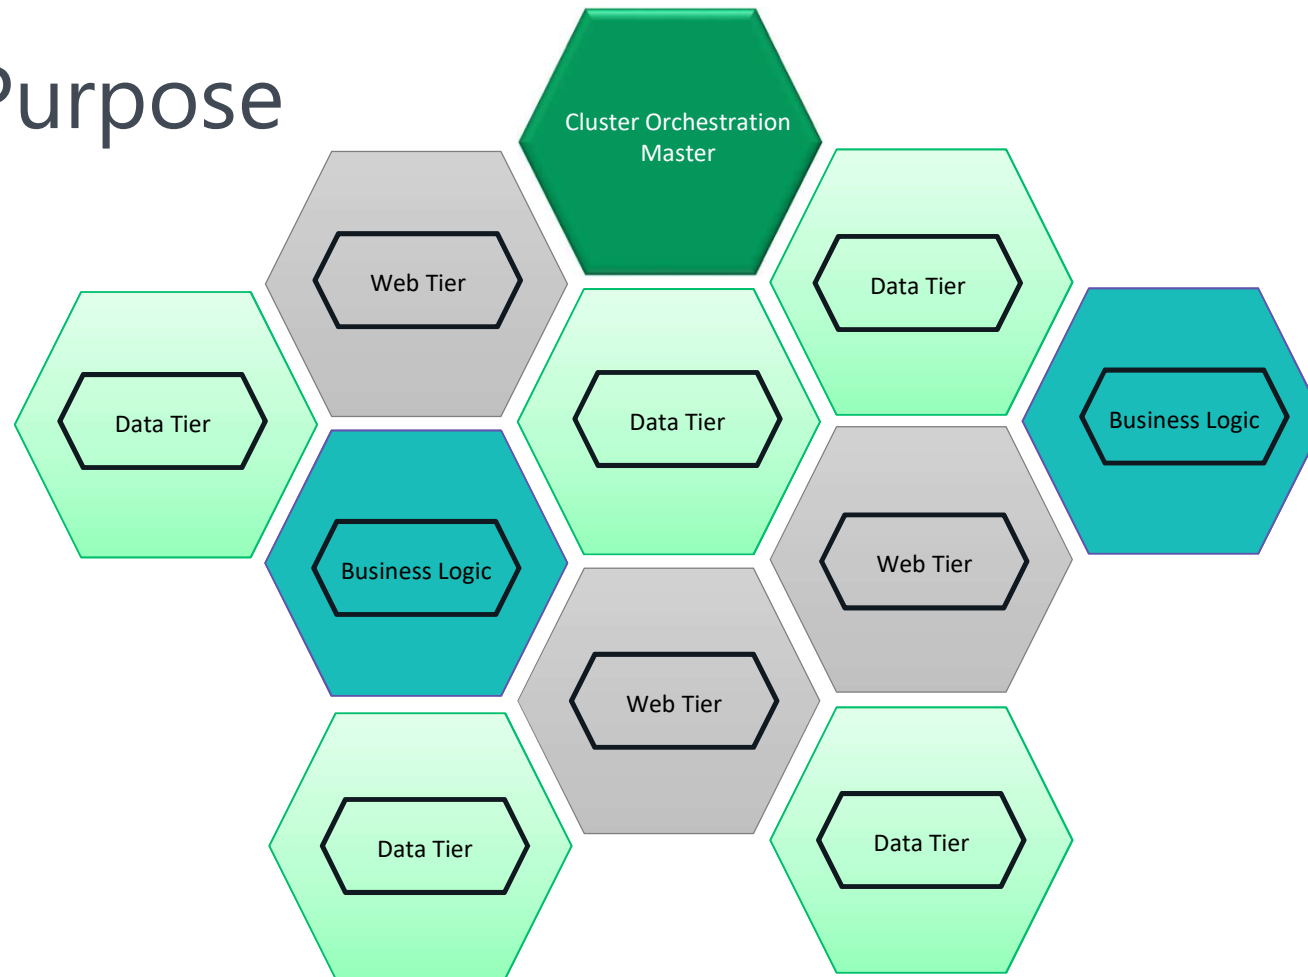 Purpose
Cluster Orchestration
Master
Web Tier
Data Tier
Data Tier
Data Tier
Business Logic
Business Logic
Web Tier
Web Tier
Data Tier
Data Tier